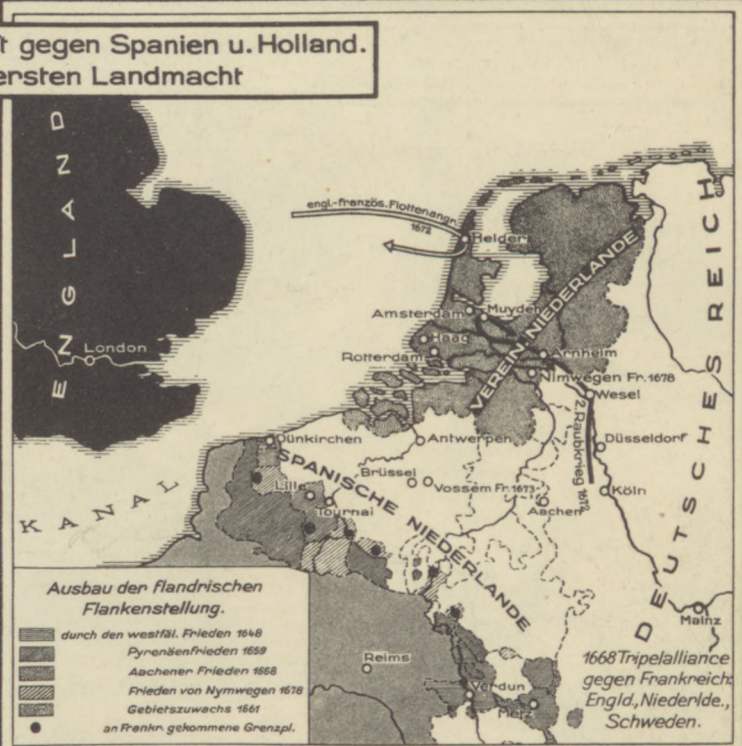 t gegen Spanien u. Holland.
ersten Landmacht
ENGLAND
London
KANAL
engl.-französ. Flottenangr.
1672
Helder
Amsterdam
Muyden
Haag
Rotterdam
VEREIN. NIEDERLANDE
Arnheim
Nimwegen Fr. 1678
Wesel
2. Raubkrieg 1672
Düsseldorf
Köln
Aachen
DEUTSCHES REICH
Mainz
Dünkirchen
Antwerpen
SPANISCHE NIEDERLANDE
Brüssel
Vossem Fr. 1673
Lille
Tournai
Reims
Verdun
Metz
Ausbau der flandrischen
Flankenstellung.
durch den westfäl. Frieden 1648
Pyrenäenfrieden 1659
Aachener Frieden 1668
Frieden von Nymwegen 1678
Gebietszuwachs 1661
an Frankr. gekommene Grenzpl.
1668 Tripelalliance
gegen Frankreich:
Engld., Niederlde.,
Schweden.